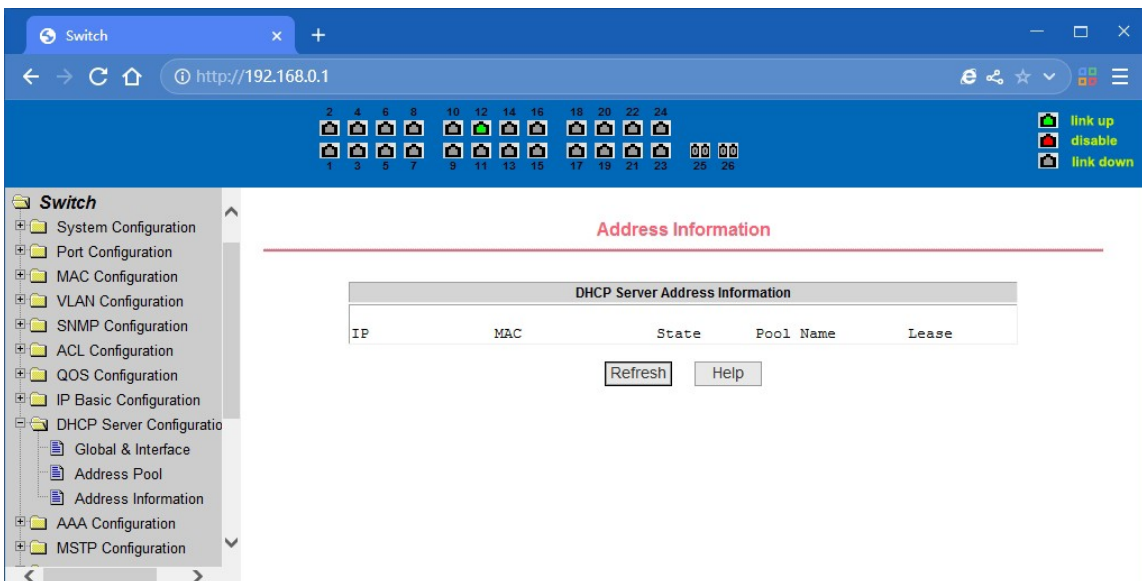 Switch
http://192.168.0.1
2 4 6 8 10 12 14 16 18 20 22 24
1 3 5 7 9 11 13 15 17 19 21 23 25 26
link up
disable
link down
Switch
System Configuration
Port Configuration
MAC Configuration
VLAN Configuration
SNMP Configuration
ACL Configuration
QOS Configuration
IP Basic Configuration
DHCP Server Configuratio
Global & Interface
Address Pool
Address Information
AAA Configuration
MSTP Configuration
Address Information
DHCP Server Address Information
IP MAC State Pool Name Lease
Refresh Help